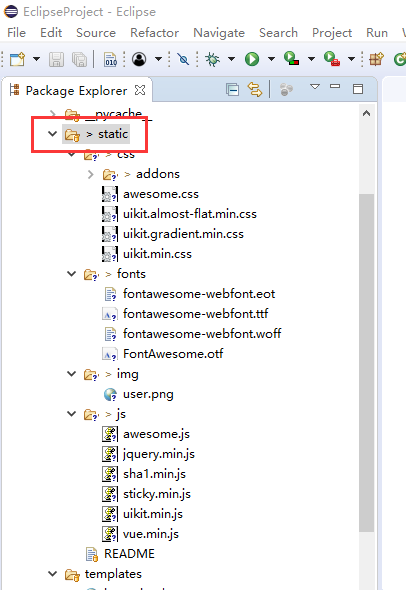 EclipseProject - Eclipse
File Edit Source Refactor Navigate Search Project Run W
Package Explorer
__pycache__
> static
> css
> addons
awesome.css
uikit.almost-flat.min.css
uikit.gradient.min.css
uikit.min.css
> fonts
fontawesome-webfont.eot
fontawesome-webfont.ttf
fontawesome-webfont.woff
FontAwesome.otf
> img
user.png
> js
awesome.js
jquery.min.js
sha1.min.js
sticky.min.js
uikit.min.js
vue.min.js
README
templates